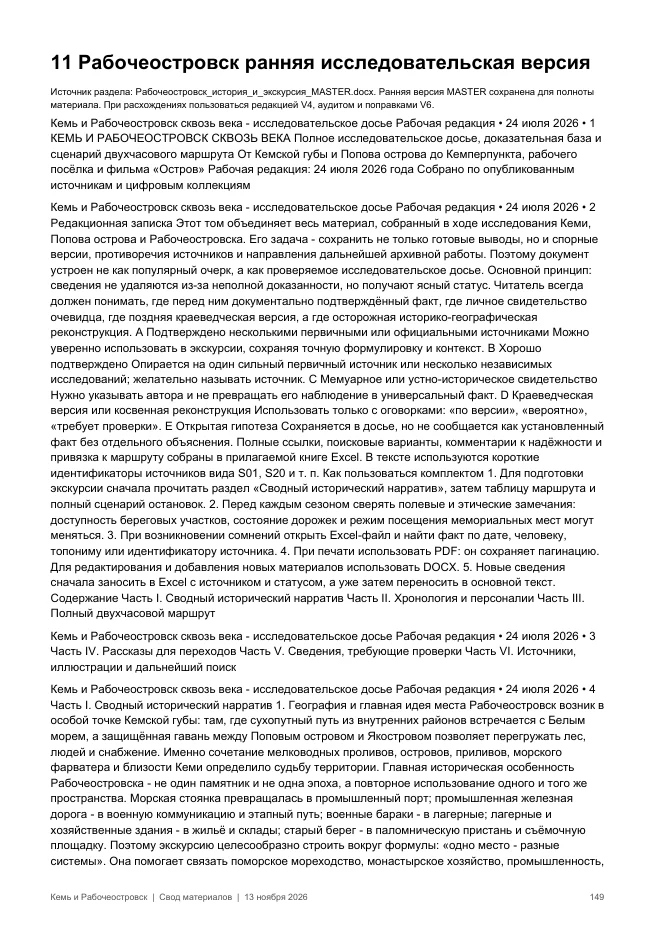 11 Рабочеостровск ранняя исследовательская версия
Источник раздела: Рабочеостровск_история_и_экскурсия_MASTER.docx. Ранняя версия MASTER сохранена для полноты
материала. При расхождениях пользоваться редакцией V4, аудитом и поправками V6.
Кемь и Рабочеостровск сквозь века - исследовательское досье Рабочая редакция • 24 июля 2026 • 1
КЕМЬ И РАБОЧЕОСТРОВСК СКВОЗЬ ВЕКА Полное исследовательское досье, доказательная база и
сценарий двухчасового маршрута От Кемской губы и Попова острова до Кемперпункта, рабочего
посёлка и фильма «Остров» Рабочая редакция: 24 июля 2026 года Собрано по опубликованным
источникам и цифровым коллекциям
Кемь и Рабочеостровск сквозь века - исследовательское досье Рабочая редакция • 24 июля 2026 • 2
Редакционная записка Этот том объединяет весь материал, собранный в ходе исследования Кеми,
Попова острова и Рабочеостровска. Его задача - сохранить не только готовые выводы, но и спорные
версии, противоречия источников и направления дальнейшей архивной работы. Поэтому документ
устроен не как популярный очерк, а как проверяемое исследовательское досье. Основной принцип:
сведения не удаляются из-за неполной доказанности, но получают ясный статус. Читатель всегда
должен понимать, где перед ним документально подтверждённый факт, где личное свидетельство
очевидца, где поздняя краеведческая версия, а где осторожная историко-географическая
реконструкция. A Подтверждено несколькими первичными или официальными источниками Можно
уверенно использовать в экскурсии, сохраняя точную формулировку и контекст. B Хорошо
подтверждено Опирается на один сильный первичный источник или несколько независимых
исследований; желательно называть источник. C Мемуарное или устно-историческое свидетельство
Нужно указывать автора и не превращать его наблюдение в универсальный факт. D Краеведческая
версия или косвенная реконструкция Использовать только с оговорками: «по версии», «вероятно»,
«требует проверки». E Открытая гипотеза Сохраняется в досье, но не сообщается как установленный
факт без отдельного объяснения. Полные ссылки, поисковые варианты, комментарии к надёжности и
привязка к маршруту собраны в прилагаемой книге Excel. В тексте используются короткие
идентификаторы источников вида S01, S20 и т. п. Как пользоваться комплектом 1. Для подготовки
экскурсии сначала прочитать раздел «Сводный исторический нарратив», затем таблицу маршрута и
полный сценарий остановок. 2. Перед каждым сезоном сверять полевые и этические замечания:
доступность береговых участков, состояние дорожек и режим посещения мемориальных мест могут
меняться. 3. При возникновении сомнений открыть Excel-файл и найти факт по дате, человеку,
топониму или идентификатору источника. 4. При печати использовать PDF: он сохраняет пагинацию.
Для редактирования и добавления новых материалов использовать DOCX. 5. Новые сведения
сначала заносить в Excel с источником и статусом, а уже затем переносить в основной текст.
Содержание Часть I. Сводный исторический нарратив Часть II. Хронология и персоналии Часть III.
Полный двухчасовой маршрут
Кемь и Рабочеостровск сквозь века - исследовательское досье Рабочая редакция • 24 июля 2026 • 3
Часть IV. Рассказы для переходов Часть V. Сведения, требующие проверки Часть VI. Источники,
иллюстрации и дальнейший поиск
Кемь и Рабочеостровск сквозь века - исследовательское досье Рабочая редакция • 24 июля 2026 • 4
Часть I. Сводный исторический нарратив 1. География и главная идея места Рабочеостровск возник в
особой точке Кемской губы: там, где сухопутный путь из внутренних районов встречается с Белым
морем, а защищённая гавань между Поповым островом и Якостровом позволяет перегружать лес,
людей и снабжение. Именно сочетание мелководных проливов, островов, приливов, морского
фарватера и близости Кеми определило судьбу территории. Главная историческая особенность
Рабочеостровска - не один памятник и не одна эпоха, а повторное использование одного и того же
пространства. Морская стоянка превращалась в промышленный порт; промышленная железная
дорога - в военную коммуникацию и этапный путь; военные бараки - в лагерные; лагерные и
хозяйственные здания - в жильё и склады; старый берег - в паломническую пристань и съёмочную
площадку. Поэтому экскурсию целесообразно строить вокруг формулы: «одно место - разные
системы». Она помогает связать поморское мореходство, монастырское хозяйство, промышленность,
Кемь и Рабочеостровск | Свод материалов | 13 ноября 2026
149